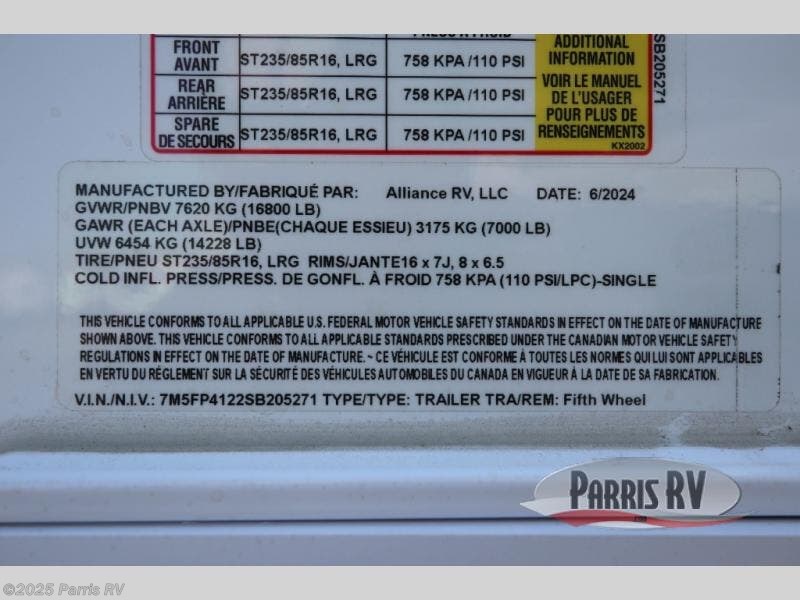 PRESS À FROID
FRONT AVANT ST235/85R16, LRG 758 KPA /110 PSI
REAR ARRIÈRE ST235/85R16, LRG 758 KPA /110 PSI
SPARE DE SECOURS ST235/85R16, LRG 758 KPA /110 PSI
ADDITIONAL
INFORMATION
VOIR LE MANUEL
DE L'USAGER
POUR PLUS DE
RENSEIGNEMENTS
KX2002
SB205271
MANUFACTURED BY/FABRIQUÉ PAR: Alliance RV, LLC DATE: 6/2024
GVWR/PNBV 7620 KG (16800 LB)
GAWR (EACH AXLE)/PNBE(CHAQUE ESSIEU) 3175 KG (7000 LB)
UVW 6454 KG (14228 LB)
TIRE/PNEU ST235/85R16, LRG RIMS/JANTE16 x 7J, 8 x 6.5
COLD INFL. PRESS/PRESS. DE GONFL. À FROID 758 KPA (110 PSI/LPC)-SINGLE
THIS VEHICLE CONFORMS TO ALL APPLICABLE U.S. FEDERAL MOTOR VEHICLE SAFETY STANDARDS IN EFFECT ON THE DATE OF MANUFACTURE
SHOWN ABOVE. THIS VEHICLE CONFORMS TO ALL APPLICABLE STANDARDS PRESCRIBED UNDER THE CANADIAN MOTOR VEHICLE SAFETY
REGULATIONS IN EFFECT ON THE DATE OF MANUFACTURE. ~ CE VÉHICULE EST CONFORME À TOUTES LES NORMES QUI LUI SONT APPLICABLES
EN VERTU DU RÉGLEMENT SUR LA SÉCURITÉ DES VÉHICULES AUTOMOBILES DU CANADA EN VIGUEUR À LA DATE DE SA FABRICATION.
V.I.N./N.I.V.: 7M5FP4122SB205271 TYPE/TYPE: TRAILER TRA/REM: Fifth Wheel
PARRIS RV
©2025 Parris RV